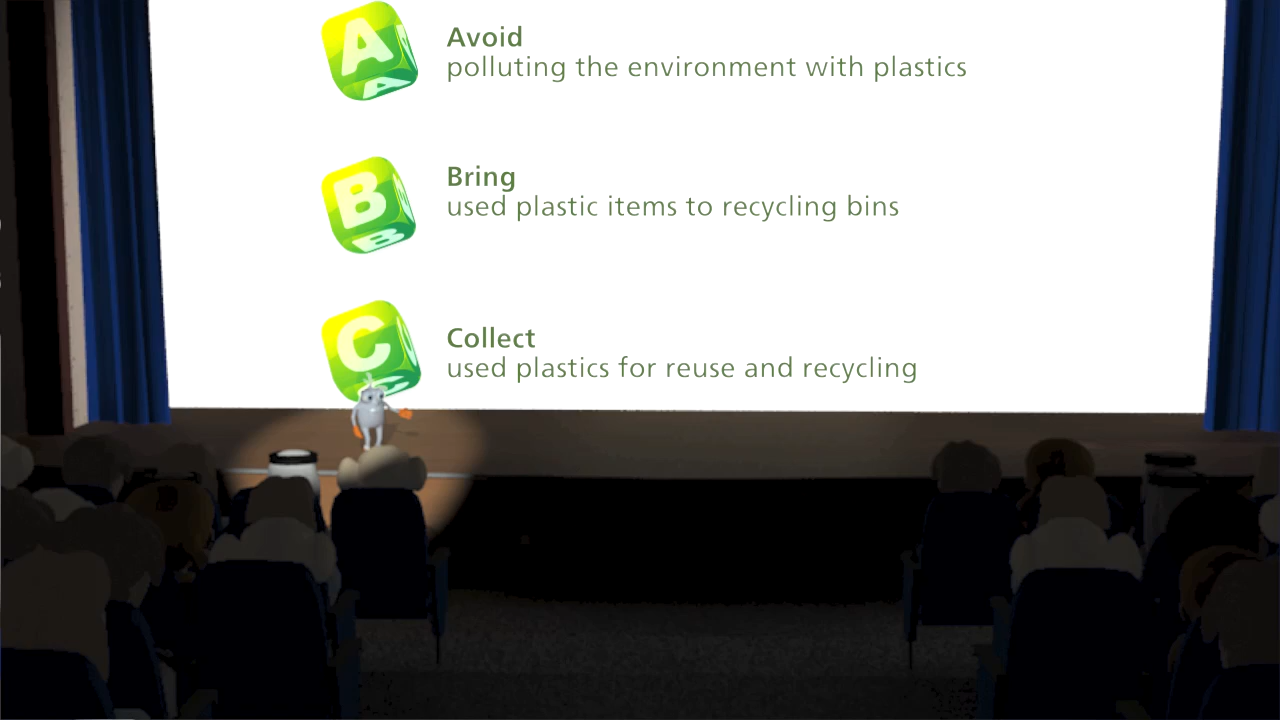 A
Avoid
polluting the environment with plastics
B
Bring
used plastic items to recycling bins
C
Collect
used plastics for reuse and recycling